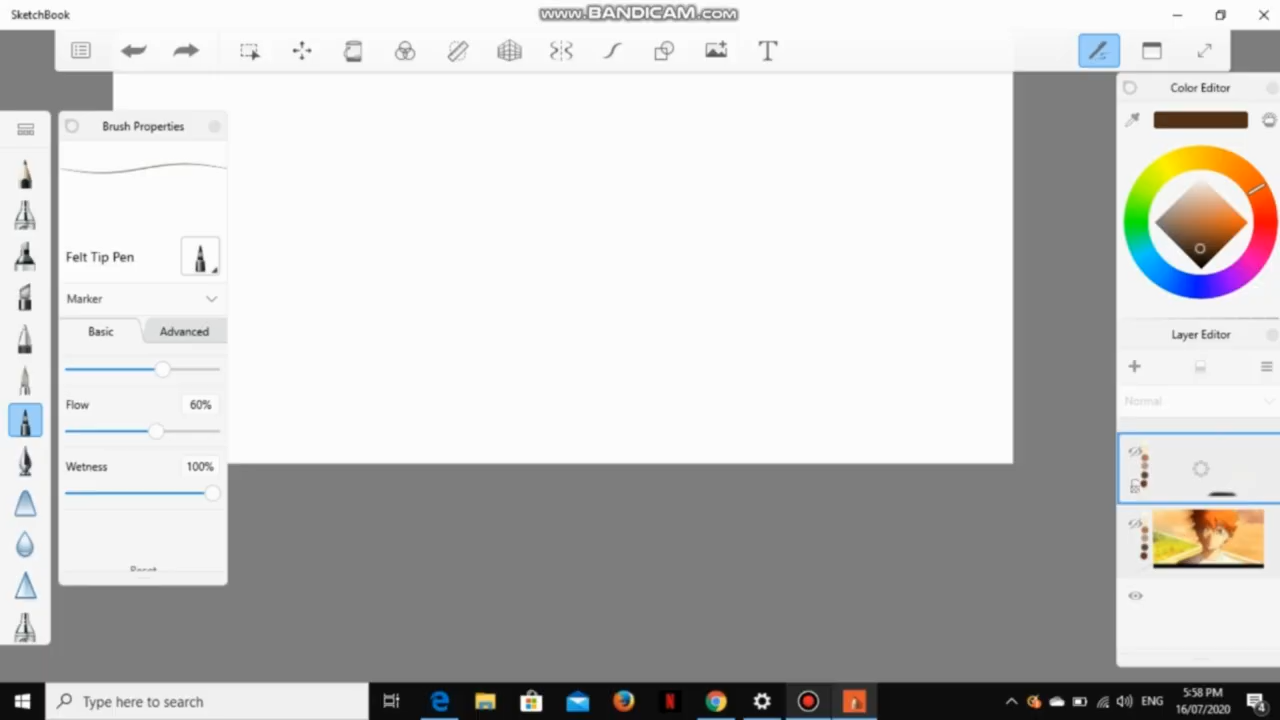 SketchBook
www.BANDICAM.com
T
Brush Properties
Color Editor
Felt Tip Pen
Marker
Basic
Advanced
Flow
60%
Wetness
100%
Reset
Layer Editor
Normal
Type here to search
ENG
5:58 PM
16/07/2020
4